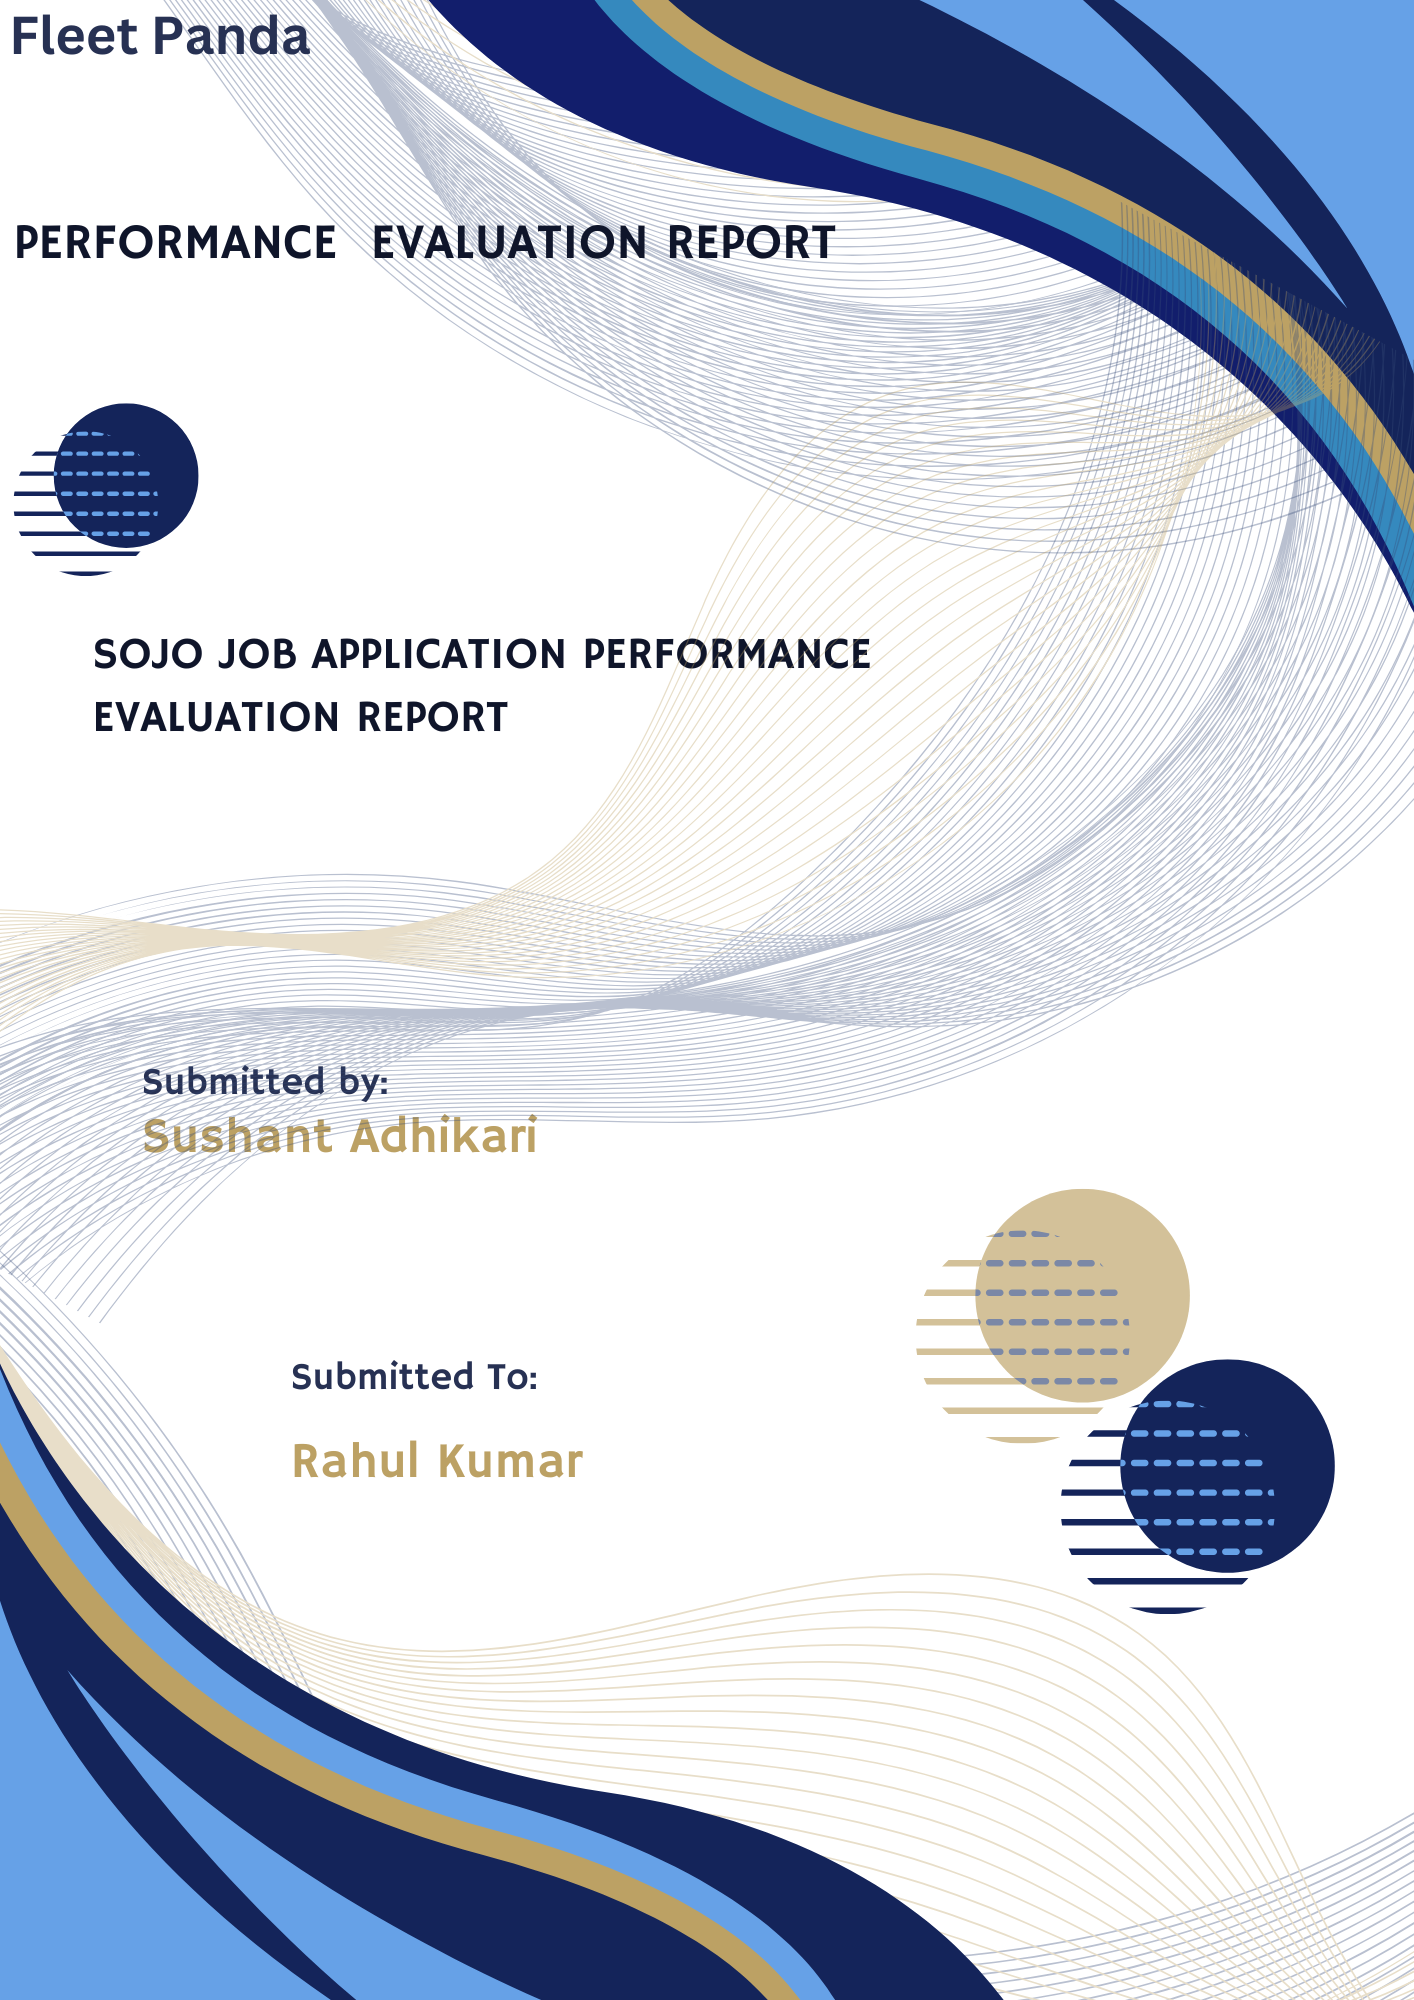 Fleet Panda
PERFORMANCE EVALUATION REPORT
SOJO JOB APPLICATION PERFORMANCE
EVALUATION REPORT
Submitted by:
Sushant Adhikari
Submitted To:
Rahul Kumar